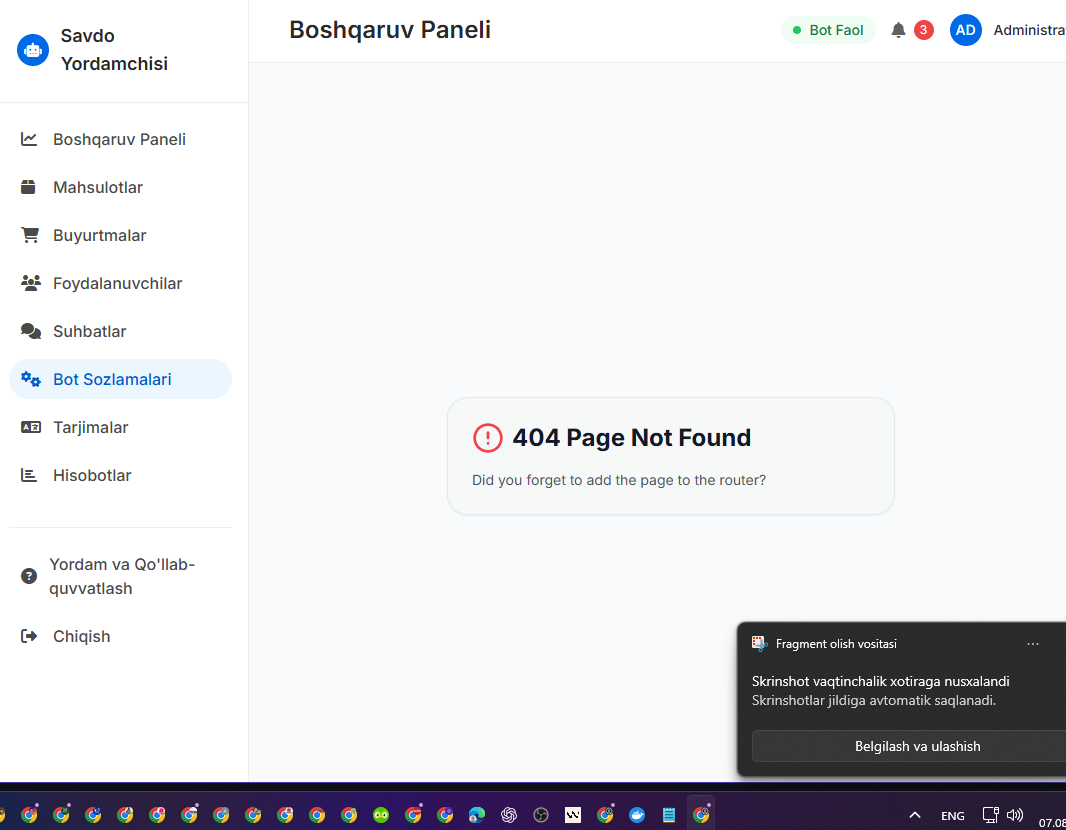 Savdo
Yordamchisi
Boshqaruv Paneli
Bot Faol
3
AD
Administra
Boshqaruv Paneli
Mahsulotlar
Buyurtmalar
Foydalanuvchilar
Suhbatlar
Bot Sozlamalari
Tarjimalar
Hisobotlar
Yordam va Qo'llab-
quvvatlash
Chiqish
404 Page Not Found
Did you forget to add the page to the router?
Fragment olish vositasi
Skrinshot vaqtinchalik xotiraga nusxalandi
Skrinshotlar jildiga avtomatik saqlanadi.
Belgilash va ulashish
ENG
07.08